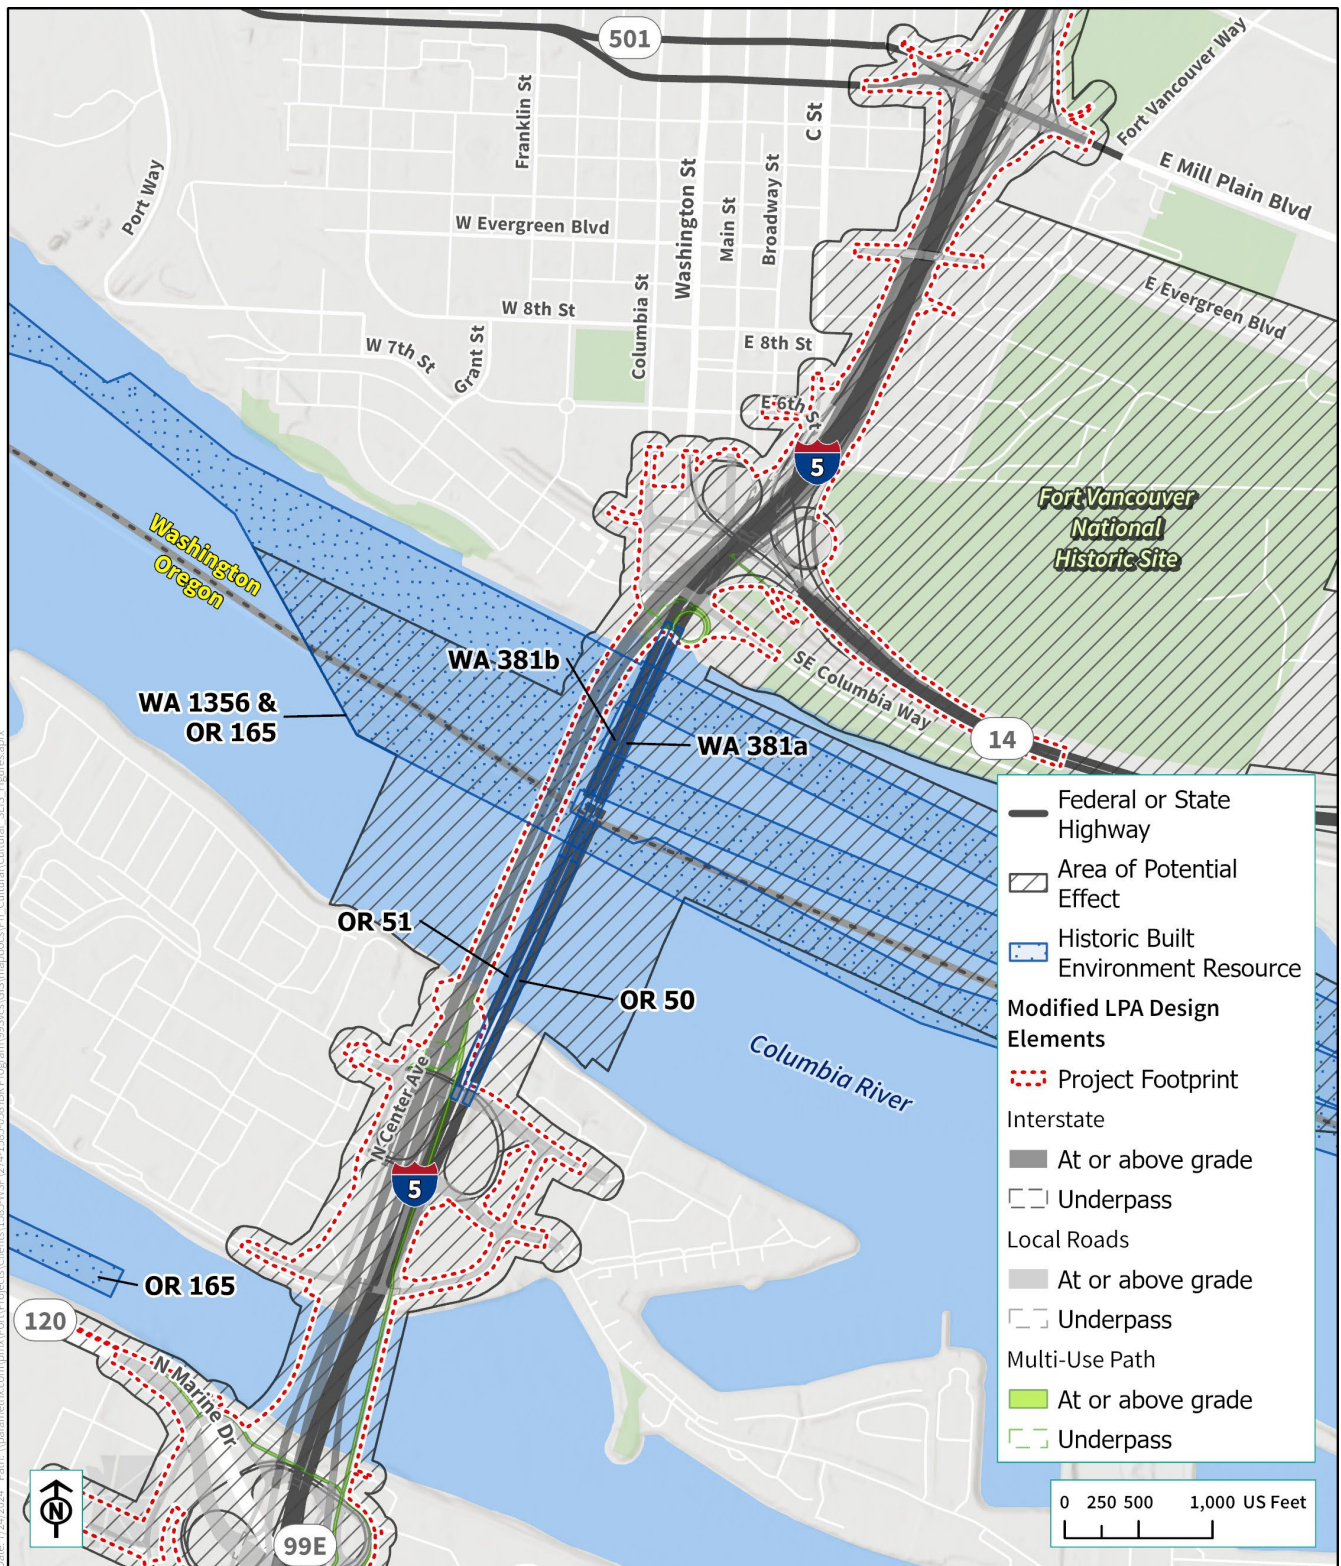 501
Franklin St
C St
Fort Vancouver Way
Port Way
Washington St
Main St
Broadway St
E Mill Plain Blvd
W Evergreen Blvd
E Evergreen Blvd
Columbia St
W 8th St
W 7th St
Grant St
E 8th St
E 6th St
5
Fort Vancouver
National
Historic Site
Washington
Oregon
WA 381b
WA 1356 &
OR 165
SE Columbia Way
WA 381a
14
OR 51
OR 50
Columbia River
N Center Ave
5
OR 165
120
N Marine Dr
99E
N
Federal or State
Highway
Area of Potential
Effect
Historic Built
Environment Resource
Modified LPA Design
Elements
Project Footprint
Interstate
At or above grade
Underpass
Local Roads
At or above grade
Underpass
Multi-Use Path
At or above grade
Underpass
0 250 500 1,000 US Feet